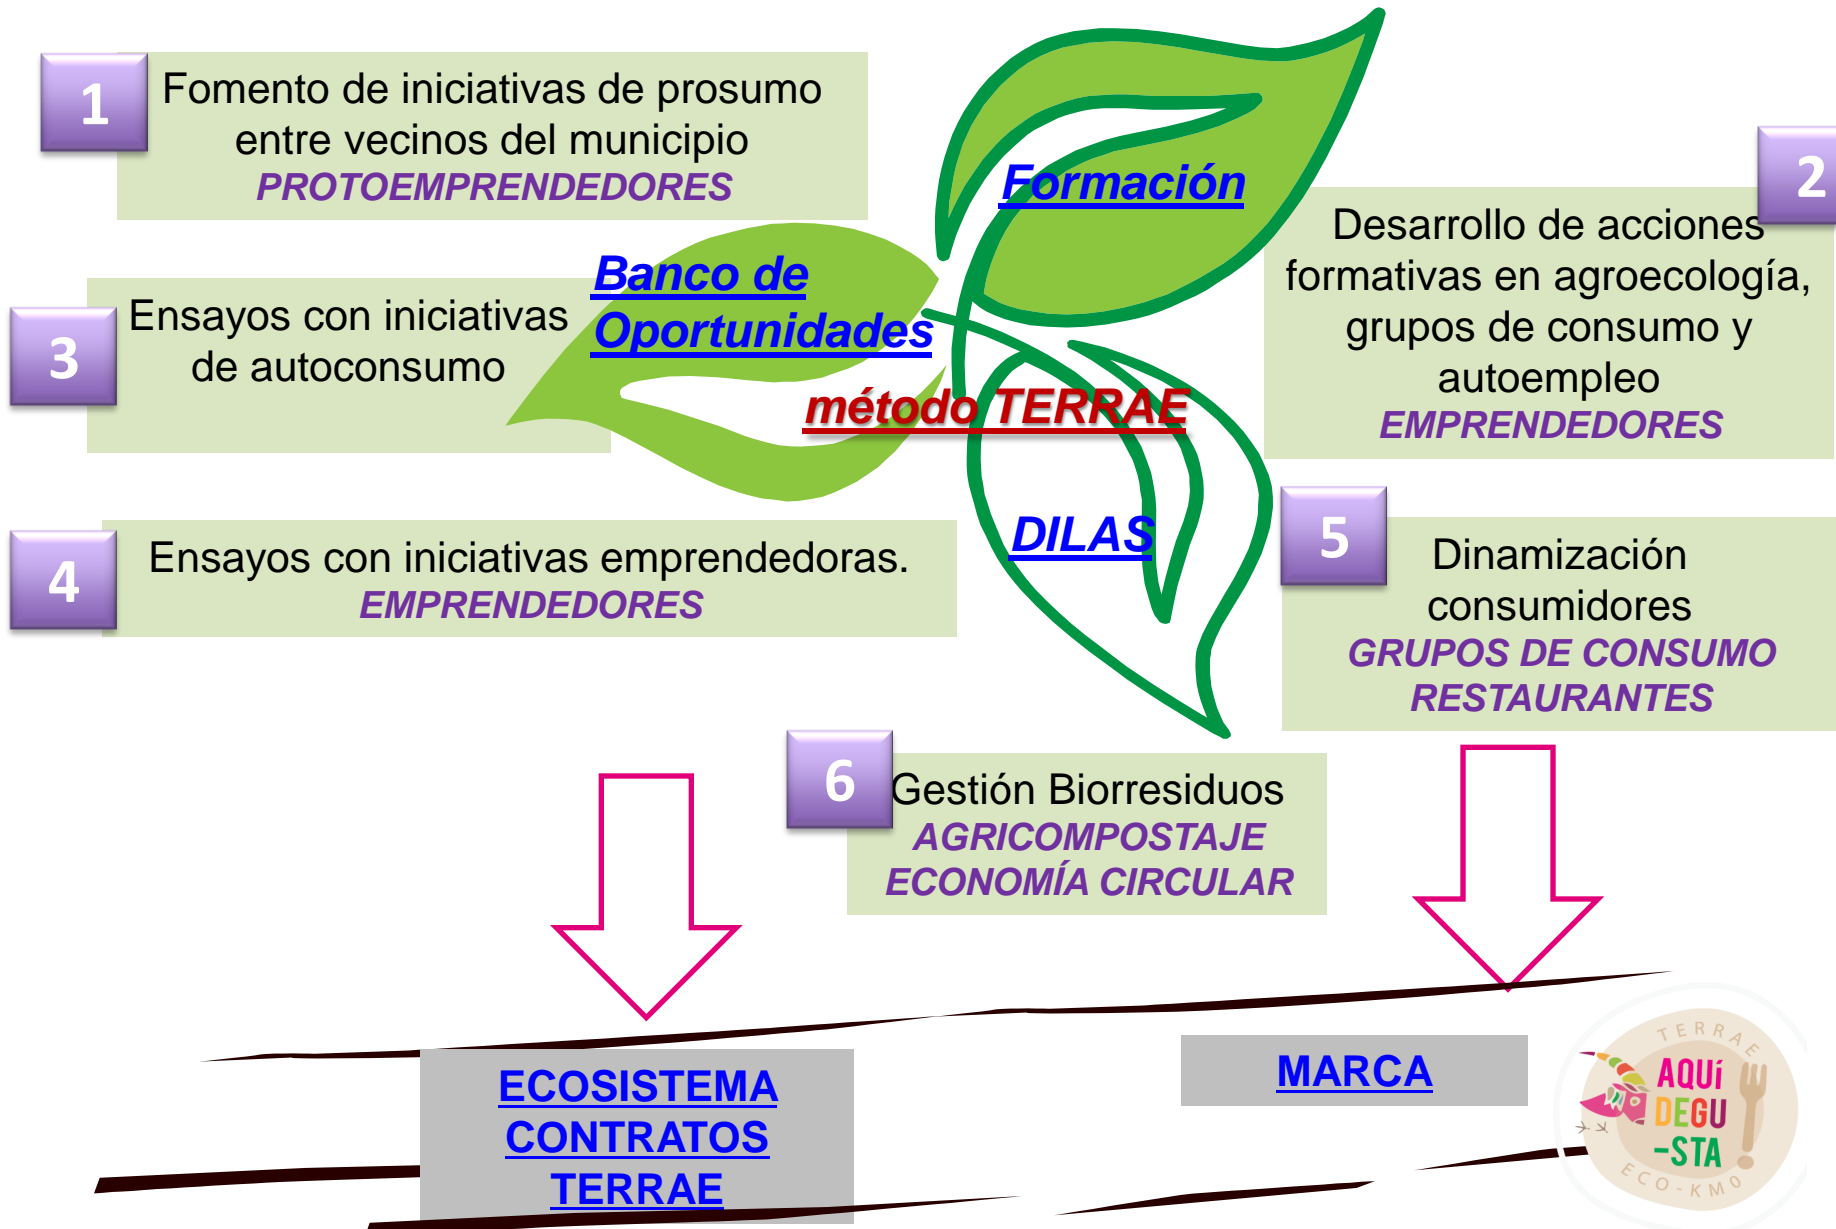 1
Fomento de iniciativas de prosumo
entre vecinos del municipio
PROTOEMPRENDEDORES
Formación
2
Desarrollo de acciones
formativas en agroecología,
grupos de consumo y
autoempleo
EMPRENDEDORES
Banco de
Oportunidades
3
Ensayos con iniciativas
de autoconsumo
método TERRAE
4
Ensayos con iniciativas emprendedoras.
EMPRENDEDORES
DILAS
5
Dinamización
consumidores
GRUPOS DE CONSUMO
RESTAURANTES
6
Gestión Biorresiduos
AGRICOMPOSTAJE
ECONOMÍA CIRCULAR
ECOSISTEMA
CONTRATOS
TERRAE
MARCA
TERRAE
AQUÍ
DEGU
-STA
ECO-KM0